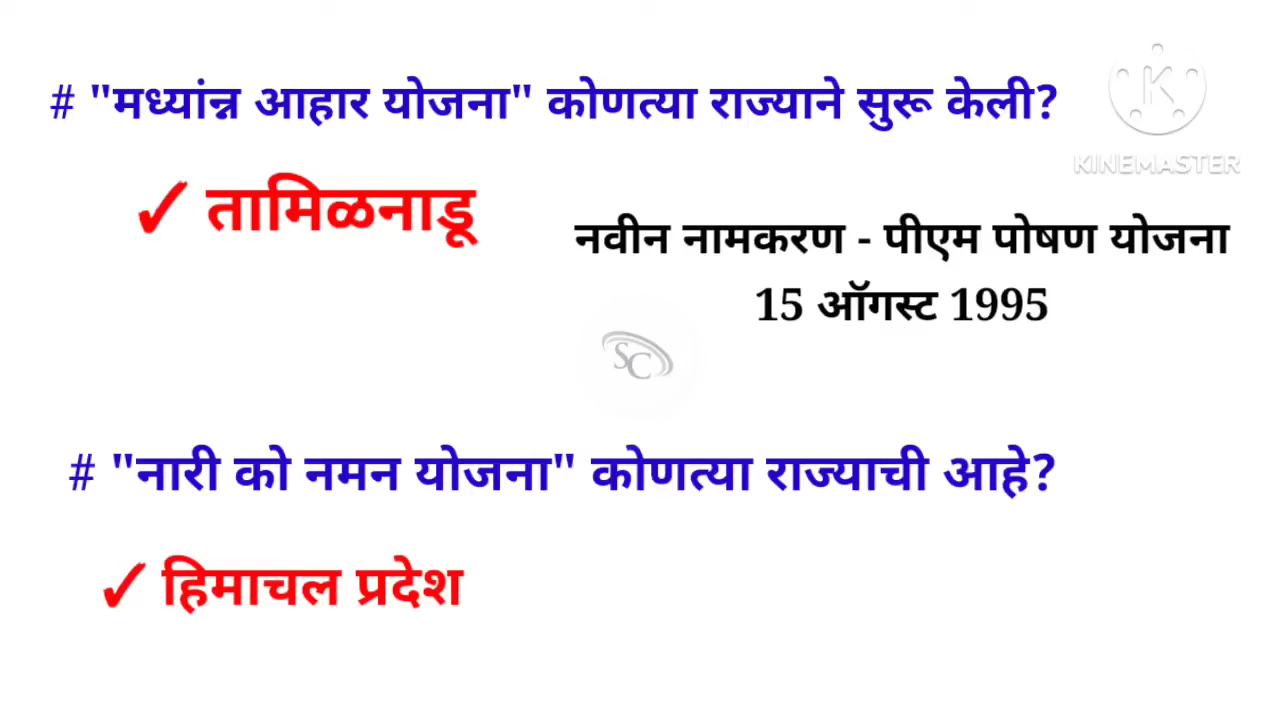 # "मध्यांन्न आहार योजना" कोणत्या राज्याने सुरू केली?
KINEMASTER
✓ तामिळनाडू
नवीन नामकरण - पीएम पोषण योजना
15 ऑगस्ट 1995
SC
# "नारी को नमन योजना" कोणत्या राज्याची आहे?
✓ हिमाचल प्रदेश